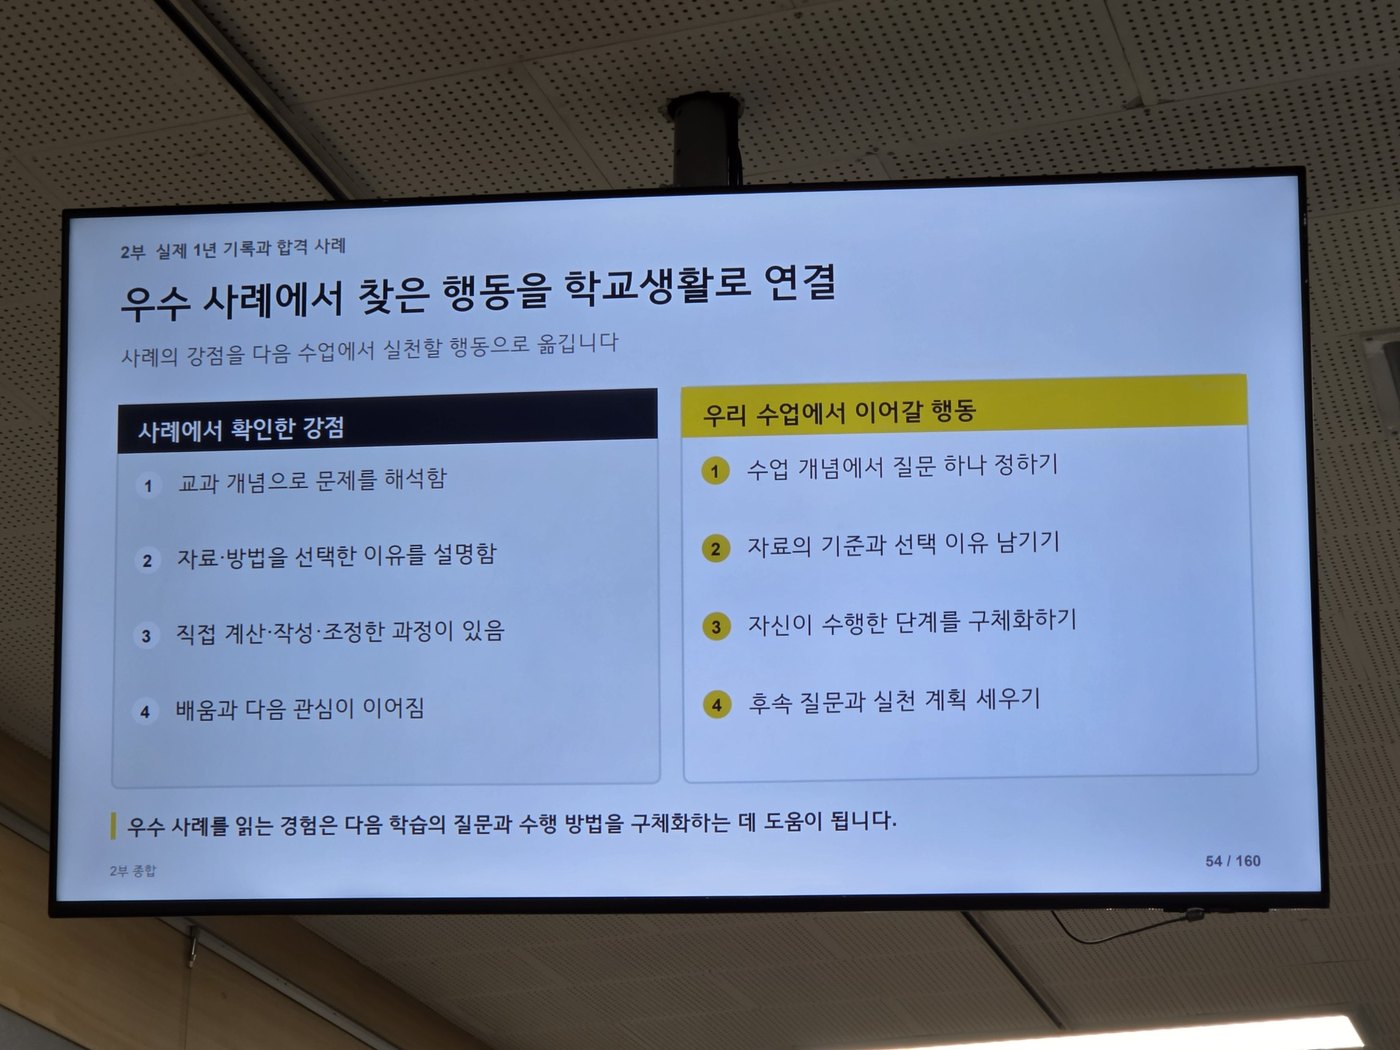 2부 실제 1년 기록과 합격 사례
우수 사례에서 찾은 행동을 학교생활로 연결
사례의 강점을 다음 수업에서 실천할 행동으로 옮깁니다
사례에서 확인한 강점
1 교과 개념으로 문제를 해석함
2 자료·방법을 선택한 이유를 설명함
3 직접 계산·작성·조정한 과정이 있음
4 배움과 다음 관심이 이어짐
우리 수업에서 이어갈 행동
1 수업 개념에서 질문 하나 정하기
2 자료의 기준과 선택 이유 남기기
3 자신이 수행한 단계를 구체화하기
4 후속 질문과 실천 계획 세우기
우수 사례를 읽는 경험은 다음 학습의 질문과 수행 방법을 구체화하는 데 도움이 됩니다.
2부 종합
54 / 160